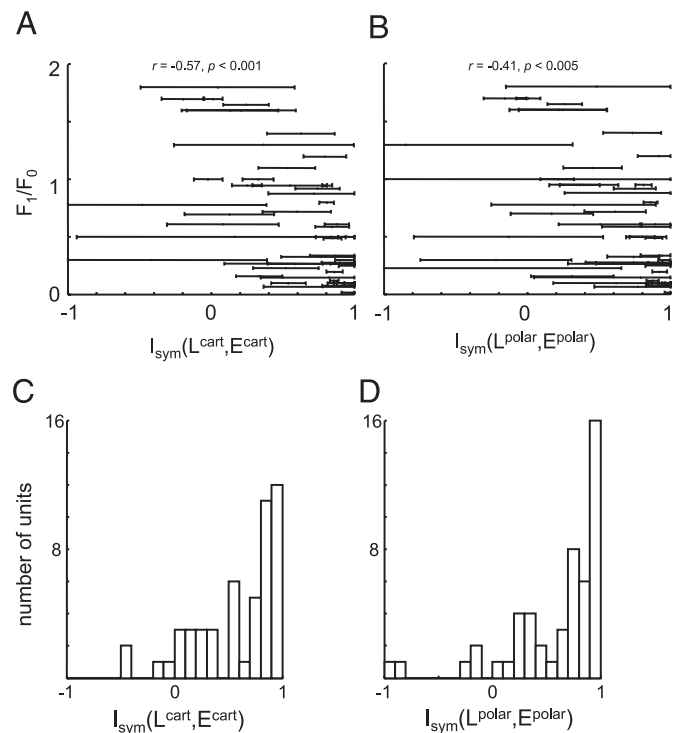 A
B
r = -0.57, p < 0.001
r = -0.41, p < 0.005
2
1
0
F1/F0
-1 0 1
-1 0 1
Isym(Lcart,Ecart)
Isym(Lpolar,Epolar)
C
D
16
8
number of units
16
8
-1 0 1
-1 0 1
Isym(Lcart,Ecart)
Isym(Lpolar,Epolar)